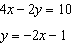 4x − 2y = 10
y = −2x − 1